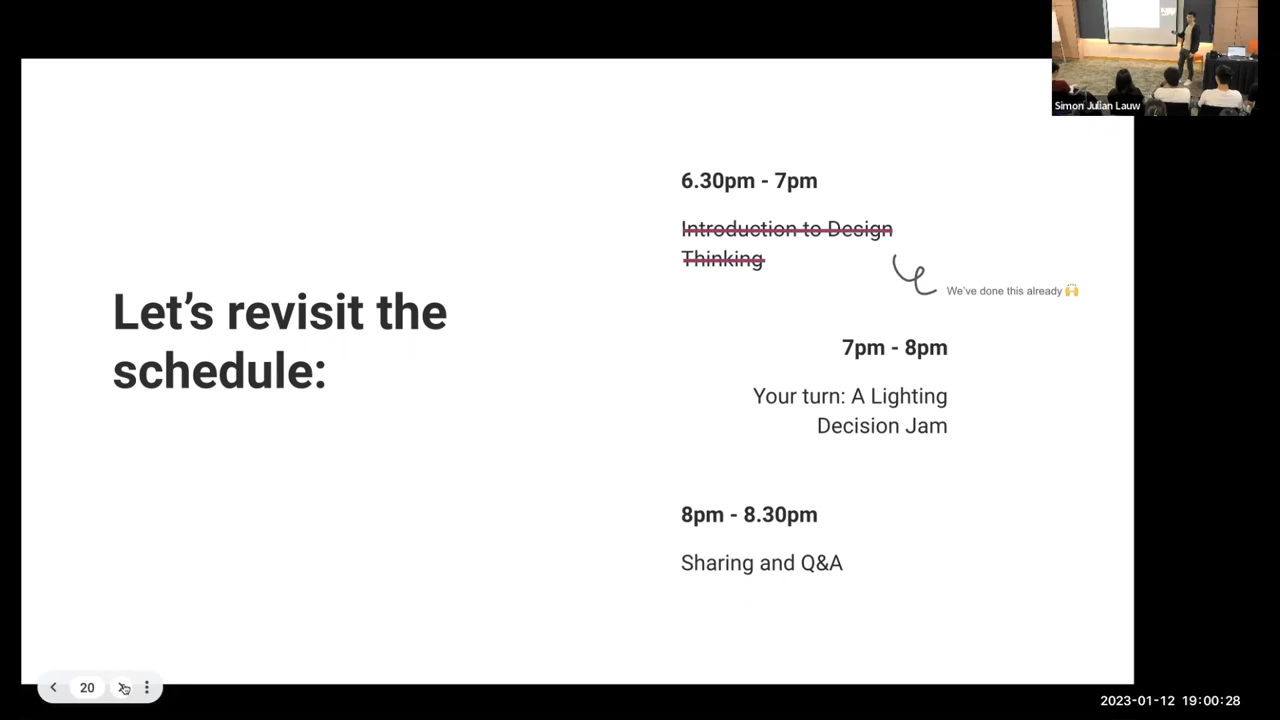 Simon Julian Lauw
Let’s revisit the
schedule:
6.30pm - 7pm
Introduction to Design
Thinking
We’ve done this already 🙌
7pm - 8pm
Your turn: A Lighting
Decision Jam
8pm - 8.30pm
Sharing and Q&A
20
2023-01-12 19:00:28